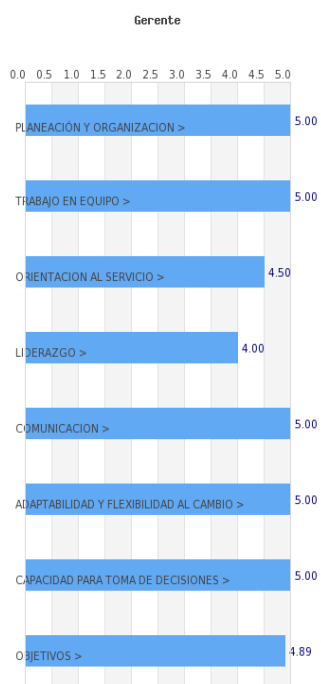 Gerente
0.0 0.5 1.0 1.5 2.0 2.5 3.0 3.5 4.0 4.5 5.0
PLANEACIÓN Y ORGANIZACION > 5.00
TRABAJO EN EQUIPO > 5.00
ORIENTACION AL SERVICIO > 4.50
LIDERAZGO > 4.00
COMUNICACION > 5.00
ADAPTABILIDAD Y FLEXIBILIDAD AL CAMBIO > 5.00
CAPACIDAD PARA TOMA DE DECISIONES > 5.00
OBJETIVOS > 4.89